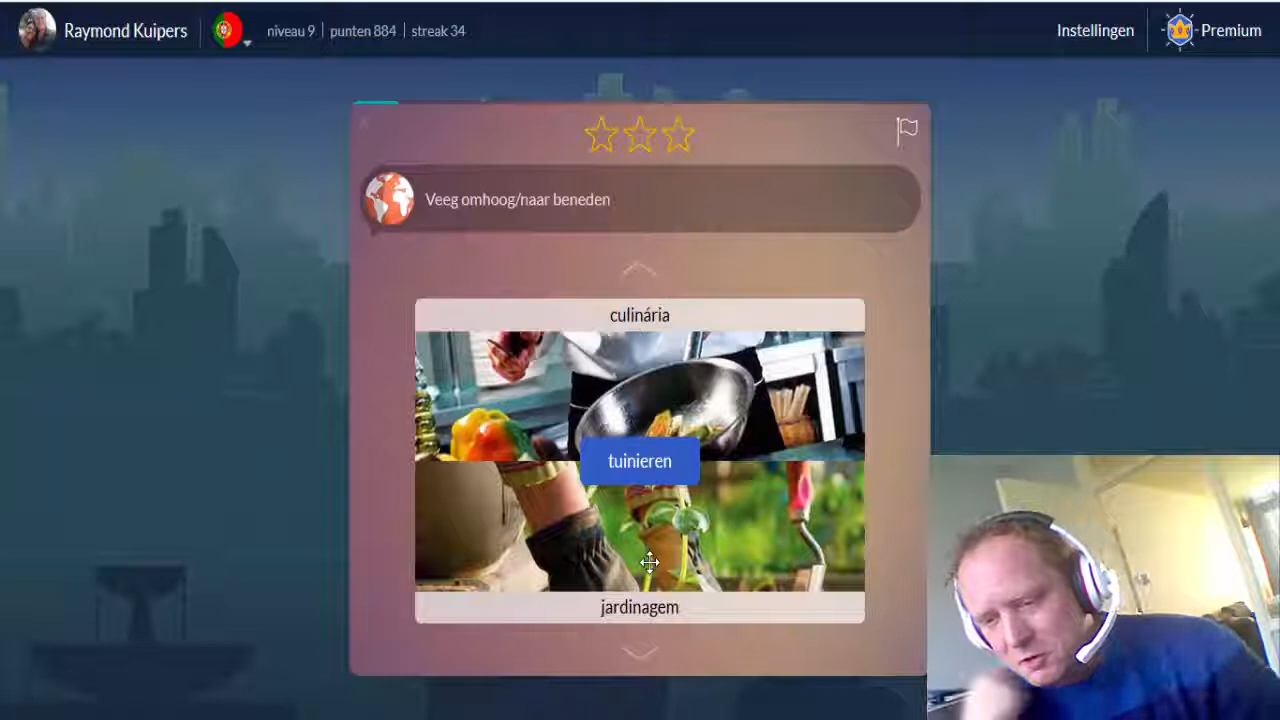 Raymond Kuipers
niveau 9 | punten 884 | streak 34
Instellingen
Premium
Veeg omhoog/naar beneden
culinária
tuinieren
jardinagem